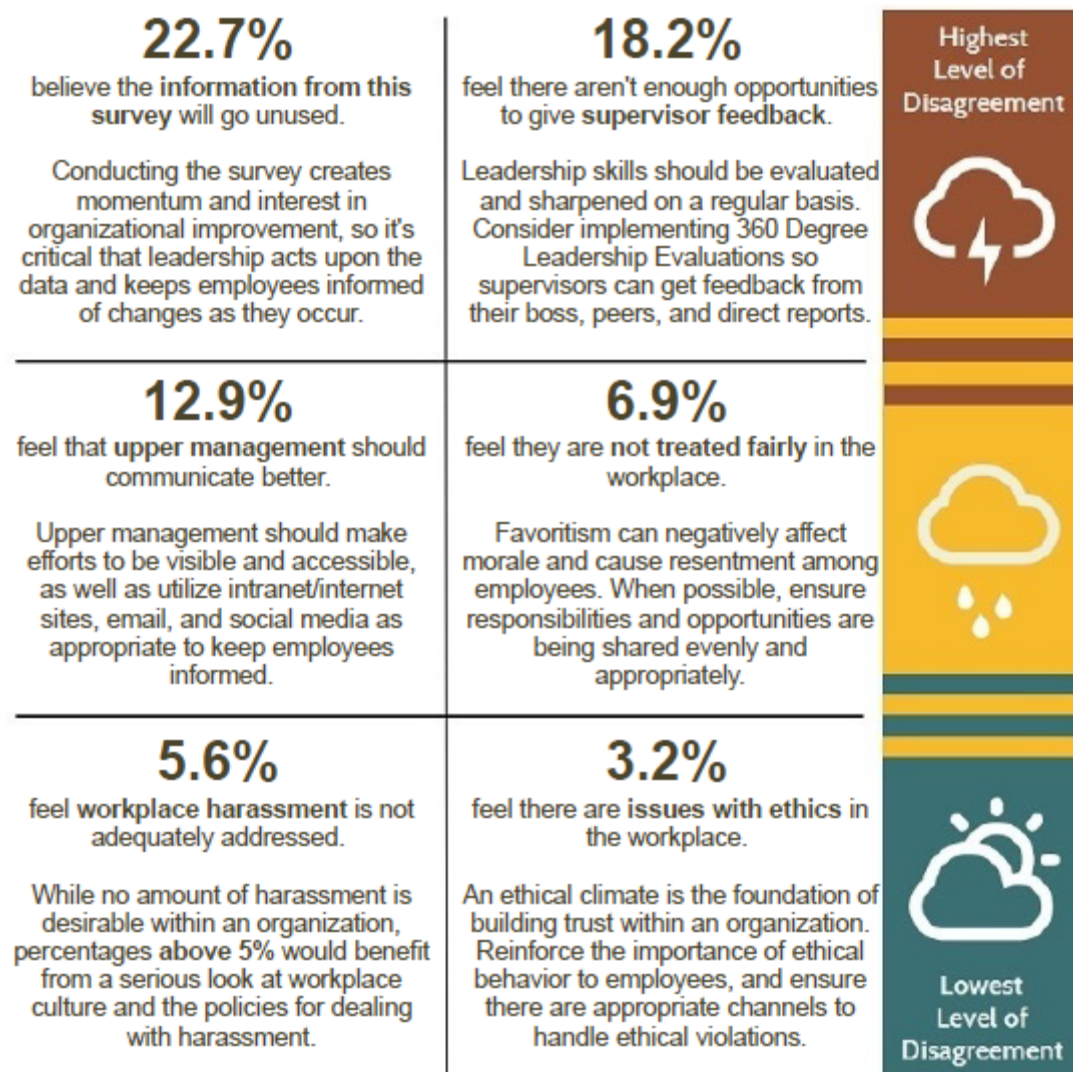 22.7%
believe the information from this
survey will go unused.
Conducting the survey creates
momentum and interest in
organizational improvement, so it's
critical that leadership acts upon the
data and keeps employees informed
of changes as they occur.
18.2%
feel there aren't enough opportunities
to give supervisor feedback.
Leadership skills should be evaluated
and sharpened on a regular basis.
Consider implementing 360 Degree
Leadership Evaluations so
supervisors can get feedback from
their boss, peers, and direct reports.
Highest
Level of
Disagreement
12.9%
feel that upper management should
communicate better.
Upper management should make
efforts to be visible and accessible,
as well as utilize intranet/internet
sites, email, and social media as
appropriate to keep employees
informed.
6.9%
feel they are not treated fairly in the
workplace.
Favoritism can negatively affect
morale and cause resentment among
employees. When possible, ensure
responsibilities and opportunities are
being shared evenly and
appropriately.
5.6%
feel workplace harassment is not
adequately addressed.
While no amount of harassment is
desirable within an organization,
percentages above 5% would benefit
from a serious look at workplace
culture and the policies for dealing
with harassment.
3.2%
feel there are issues with ethics in
the workplace.
An ethical climate is the foundation of
building trust within an organization.
Reinforce the importance of ethical
behavior to employees, and ensure
there are appropriate channels to
handle ethical violations.
Lowest
Level of
Disagreement